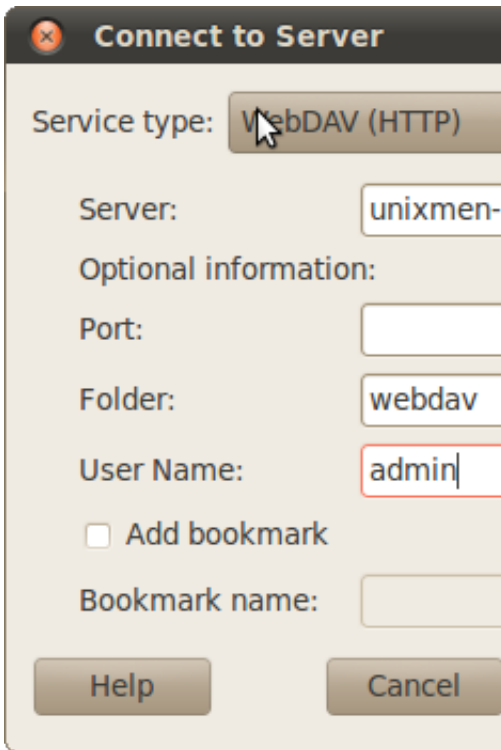 Connect to Server
Service type: WebDAV (HTTP)
Server: unixmen-
Optional information:
Port:
Folder: webdav
User Name: admin
Add bookmark
Bookmark name:
Help Cancel